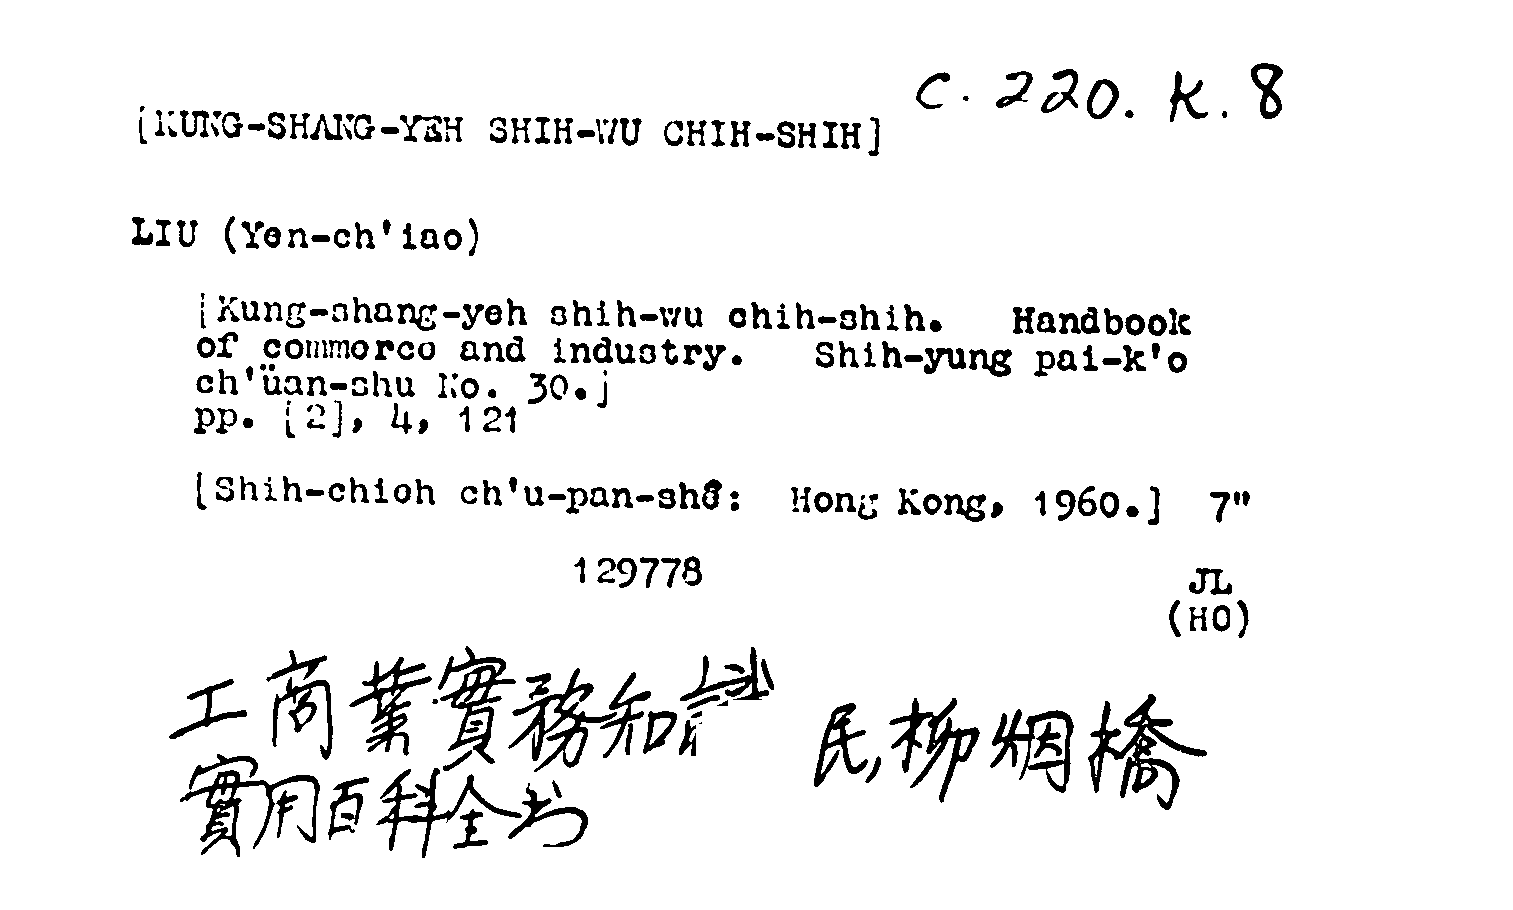 C. 220. K. 8
[KUNG-SHANG-YEH SHIH-WU CHIH-SHIH]
LIU (Yen-ch'iao)
[Kung-shang-yeh shih-wu chih-shih. Handbook
of commerce and industry. Shih-yung pai-k'o
ch'üan-shu No. 30.]
pp. [2], 4, 121
[Shih-chieh ch'u-pan-shê: Hong Kong, 1960.] 7"
129778
JL
(HO)
工商業實務知識
民,柳烟橋
實用百科全书